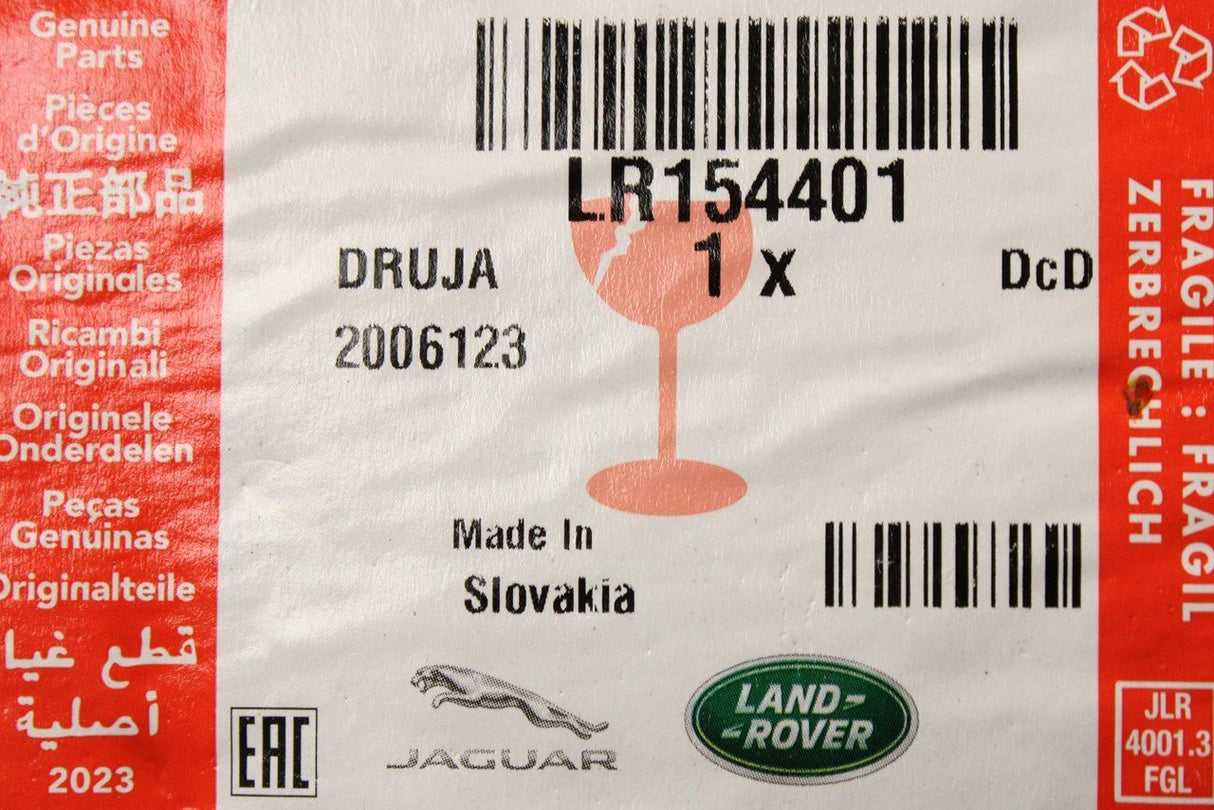 Genuine
Parts
Pièces
d'Origine
純正部品
Piezas
Originales
Ricambi
Originali
Originele
Onderdelen
Peças
Genuinas
Originalteile
قطع غيا
أصلية
2023
LR154401
1 x
DRUJA
DcD
2006123
Made In
Slovakia
EAC
JAGUAR
LAND-
-ROVER
FRAGILE : FRAGIL
ZERBRECHLICH
JLR
4001.3
FGL